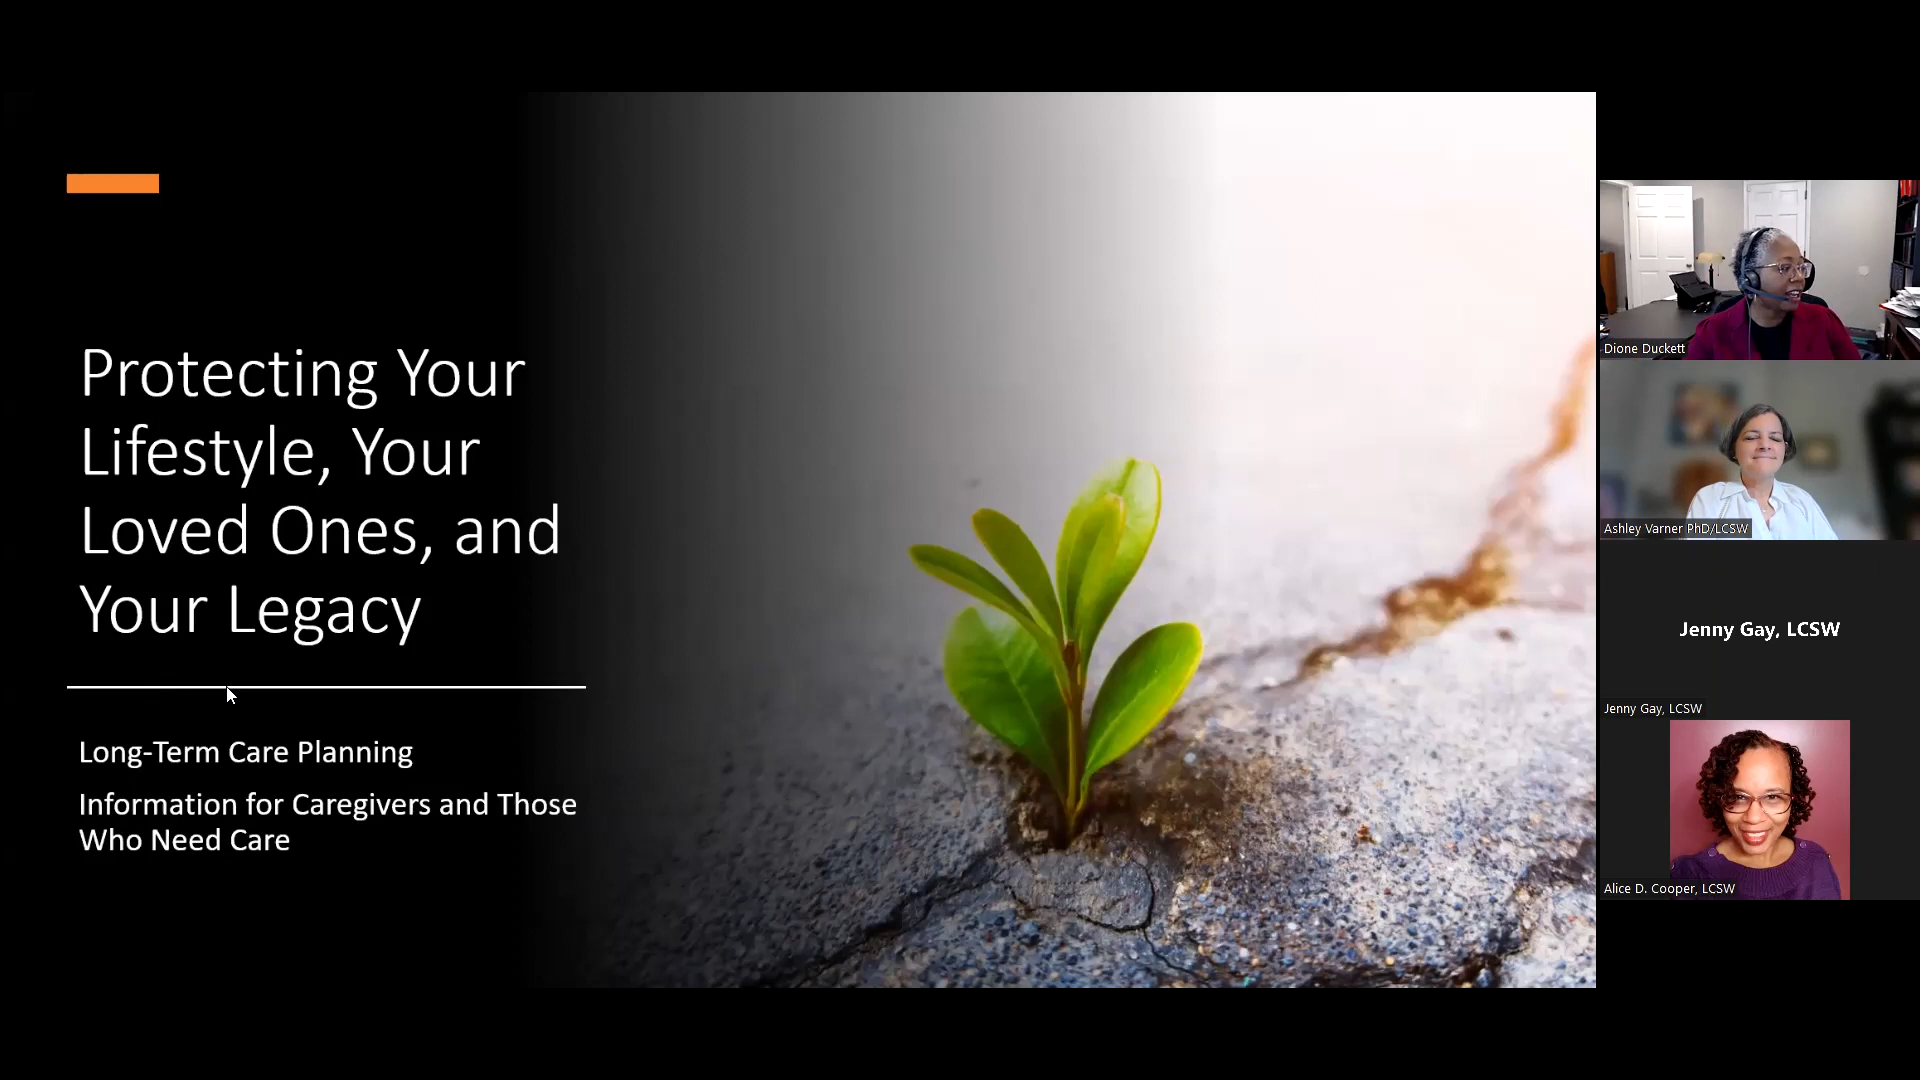 Protecting Your
Lifestyle, Your
Loved Ones, and
Your Legacy
Long-Term Care Planning
Information for Caregivers and Those
Who Need Care
Dione Duckett
Ashley Varner PhD/LCSW
Jenny Gay, LCSW
Jenny Gay, LCSW
Alice D. Cooper, LCSW